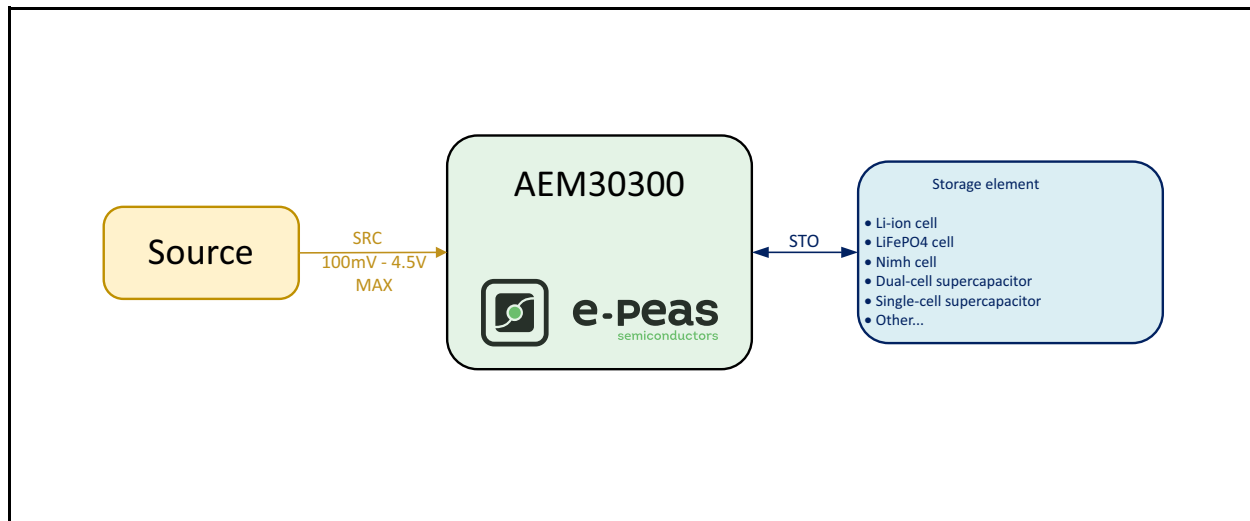 Source
SRC
100mV - 4.5V
MAX
AEM30300
e-peas
semiconductors
STO
Storage element
• Li-ion cell
• LiFePO4 cell
• Nimh cell
• Dual-cell supercapacitor
• Single-cell supercapacitor
• Other...